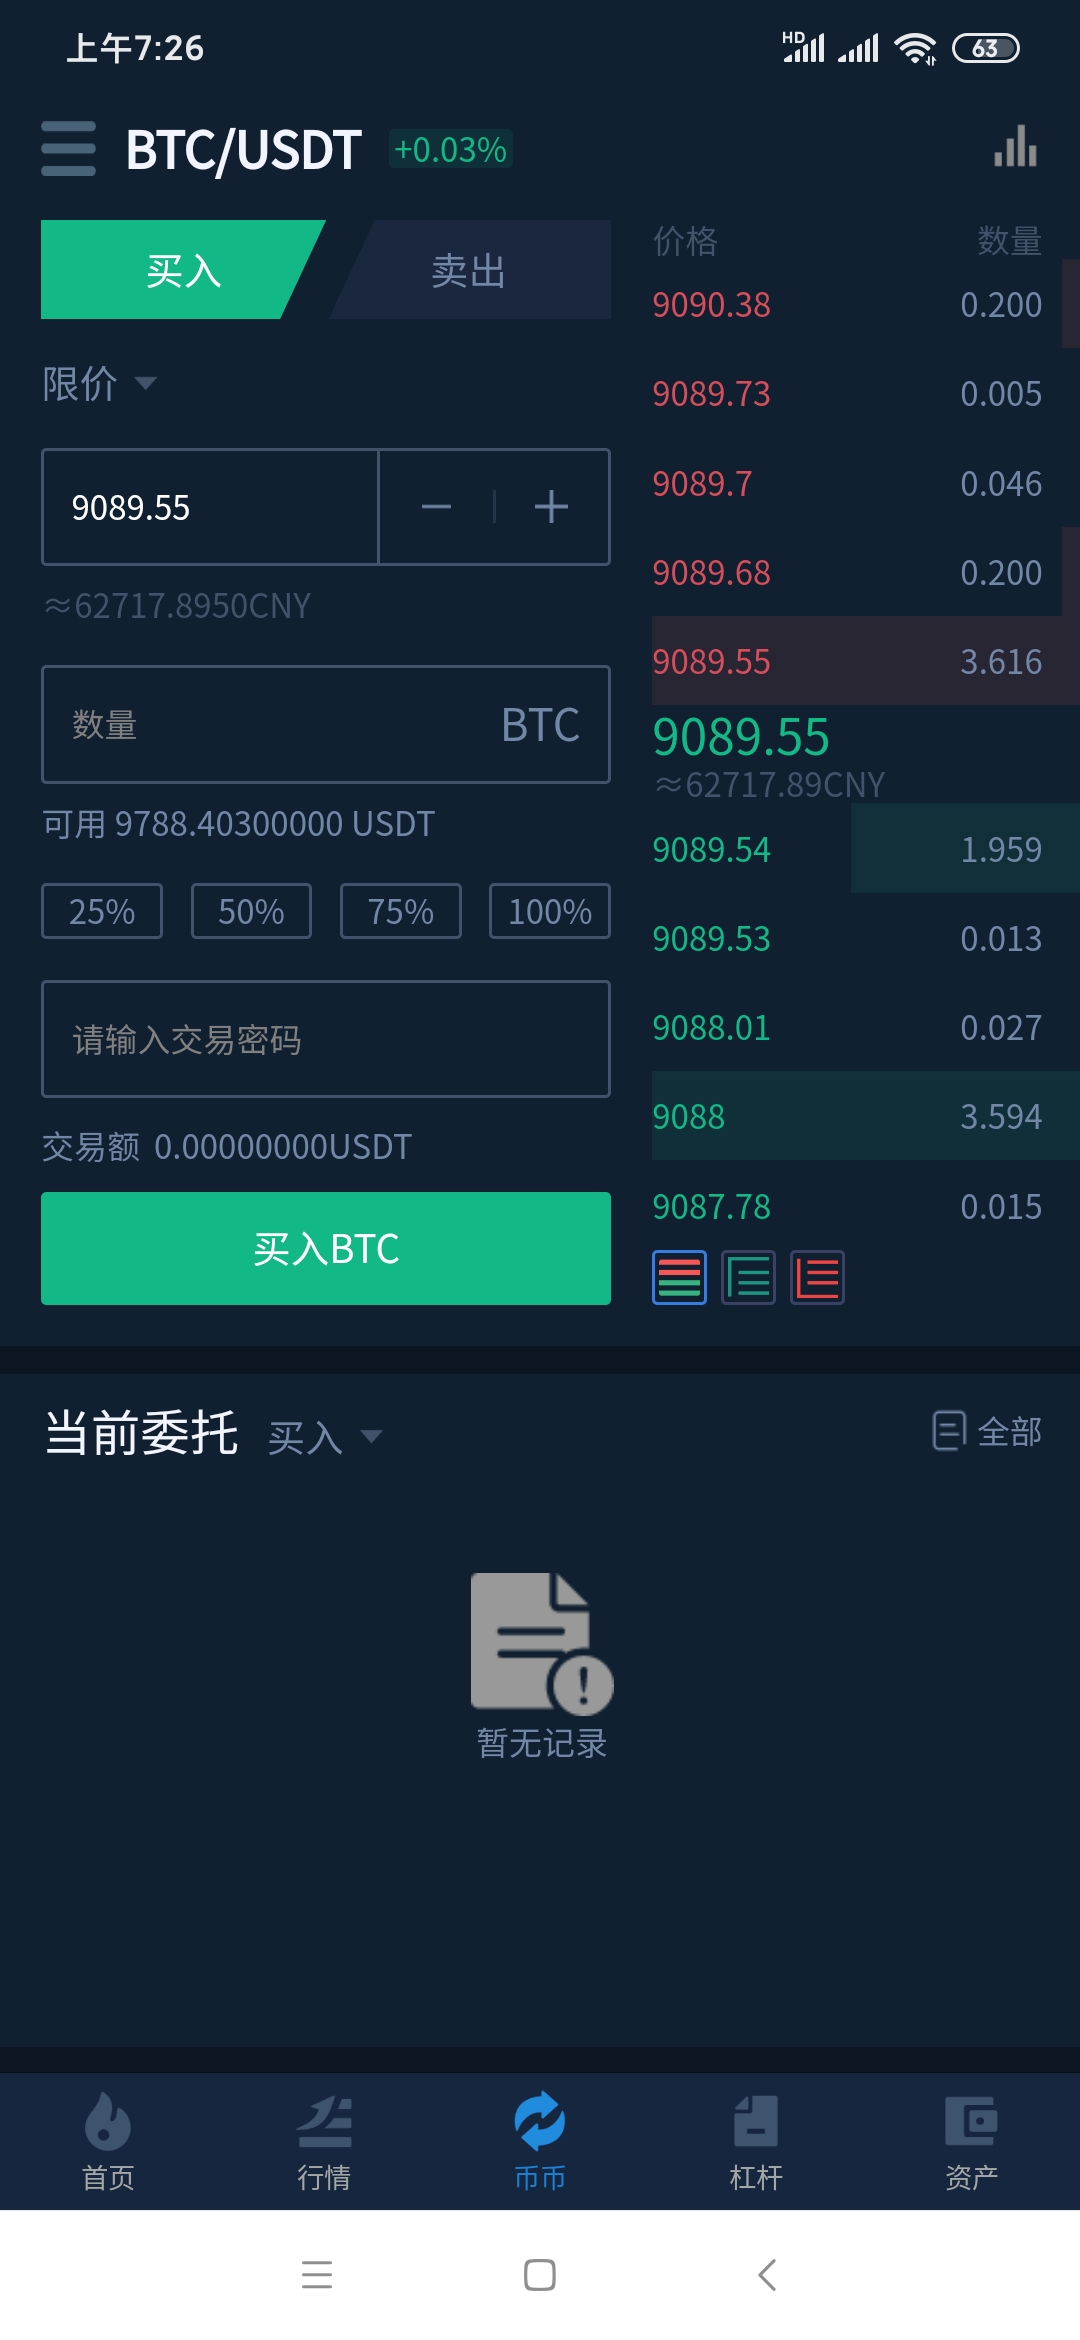 上午7:26
HD
63
BTC/USDT +0.03%
买入 卖出
限价
9089.55
≈62717.8950CNY
数量 BTC
可用 9788.40300000 USDT
25% 50% 75% 100%
请输入交易密码
交易额 0.00000000USDT
买入BTC
价格 数量
9090.38 0.200
9089.73 0.005
9089.7 0.046
9089.68 0.200
9089.55 3.616
9089.55
≈62717.89CNY
9089.54 1.959
9089.53 0.013
9088.01 0.027
9088 3.594
9087.78 0.015
当前委托 买入 全部
暂无记录
首页 行情 币币 杠杆 资产